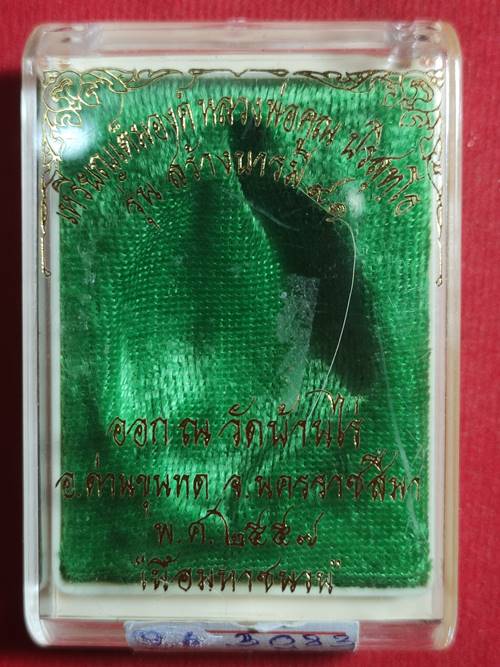 เหรียญเต็มองค์ หลวงพ่อคูณ ปริสุทฺโธ
รุ่น สร้างบารมี ๙๒
ออก ณ วัดบ้านไร่
อ.ด่านขุนทด จ.นครราชสีมา
พ.ศ.๒๕๕๗
"เนื้อมหาชนวน"
3083